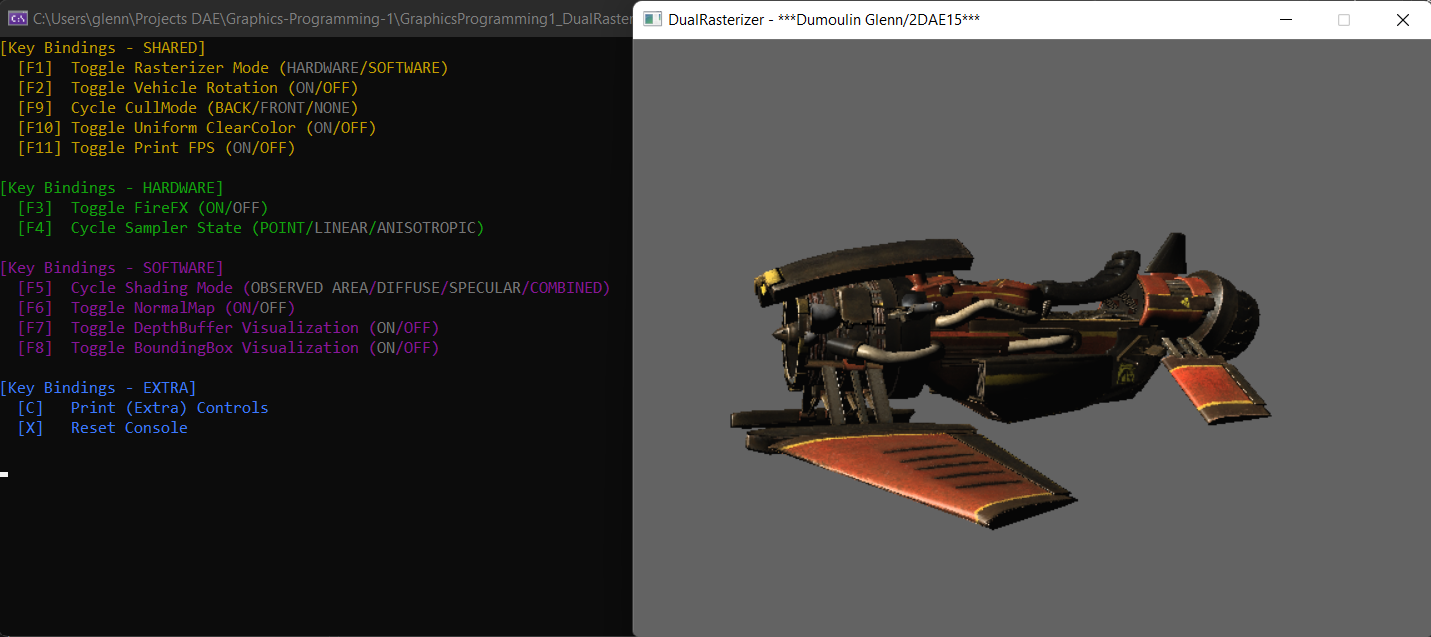 C:\Users\glenn\Projects DAE\Graphics-Programming-1\GraphicsProgramming1_DualRaster
DualRasterizer - ***Dumoulin Glenn/2DAE15***
[Key Bindings - SHARED]
[F1] Toggle Rasterizer Mode (HARDWARE/SOFTWARE)
[F2] Toggle Vehicle Rotation (ON/OFF)
[F9] Cycle CullMode (BACK/FRONT/NONE)
[F10] Toggle Uniform ClearColor (ON/OFF)
[F11] Toggle Print FPS (ON/OFF)
[Key Bindings - HARDWARE]
[F3] Toggle FireFX (ON/OFF)
[F4] Cycle Sampler State (POINT/LINEAR/ANISOTROPIC)
[Key Bindings - SOFTWARE]
[F5] Cycle Shading Mode (OBSERVED AREA/DIFFUSE/SPECULAR/COMBINED)
[F6] Toggle NormalMap (ON/OFF)
[F7] Toggle DepthBuffer Visualization (ON/OFF)
[F8] Toggle BoundingBox Visualization (ON/OFF)
[Key Bindings - EXTRA]
[C] Print (Extra) Controls
[X] Reset Console